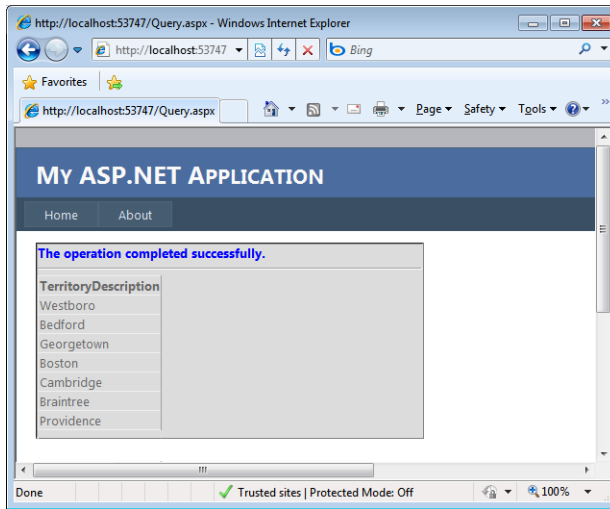 http://localhost:53747/Query.aspx - Windows Internet Explorer
http://localhost:53747 Bing
Favorites
http://localhost:53747/Query.aspx Page Safety Tools »
MY ASP.NET APPLICATION
Home About
The operation completed successfully.
TerritoryDescription
Westboro
Bedford
Georgetown
Boston
Cambridge
Braintree
Providence
Done Trusted sites | Protected Mode: Off 100%